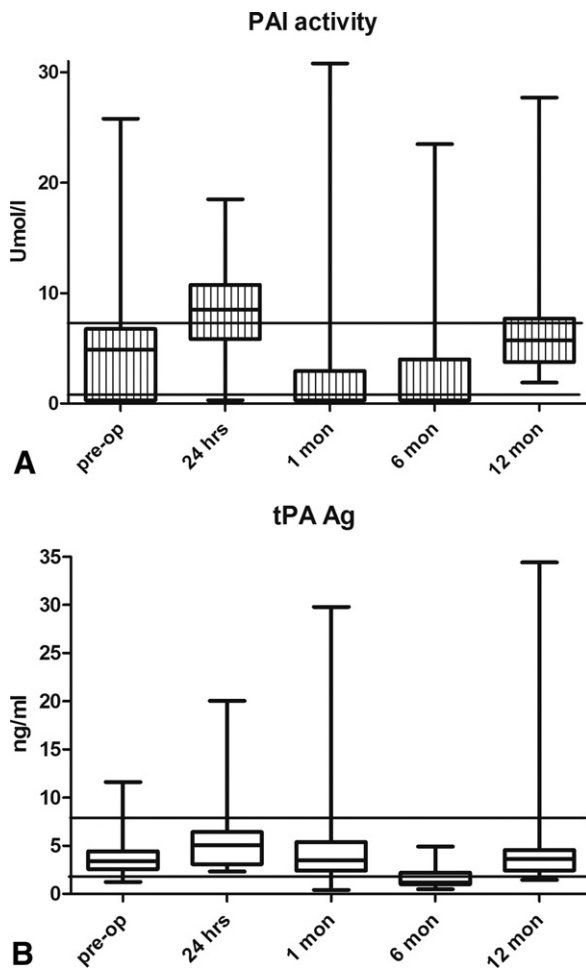 PAI activity
30
20
10
0
Umol/l
pre-op
24 hrs
1 mon
6 mon
12 mon
A
tPA Ag
35
30
25
20
15
10
5
0
ng/ml
pre-op
24 hrs
1 mon
6 mon
12 mon
B